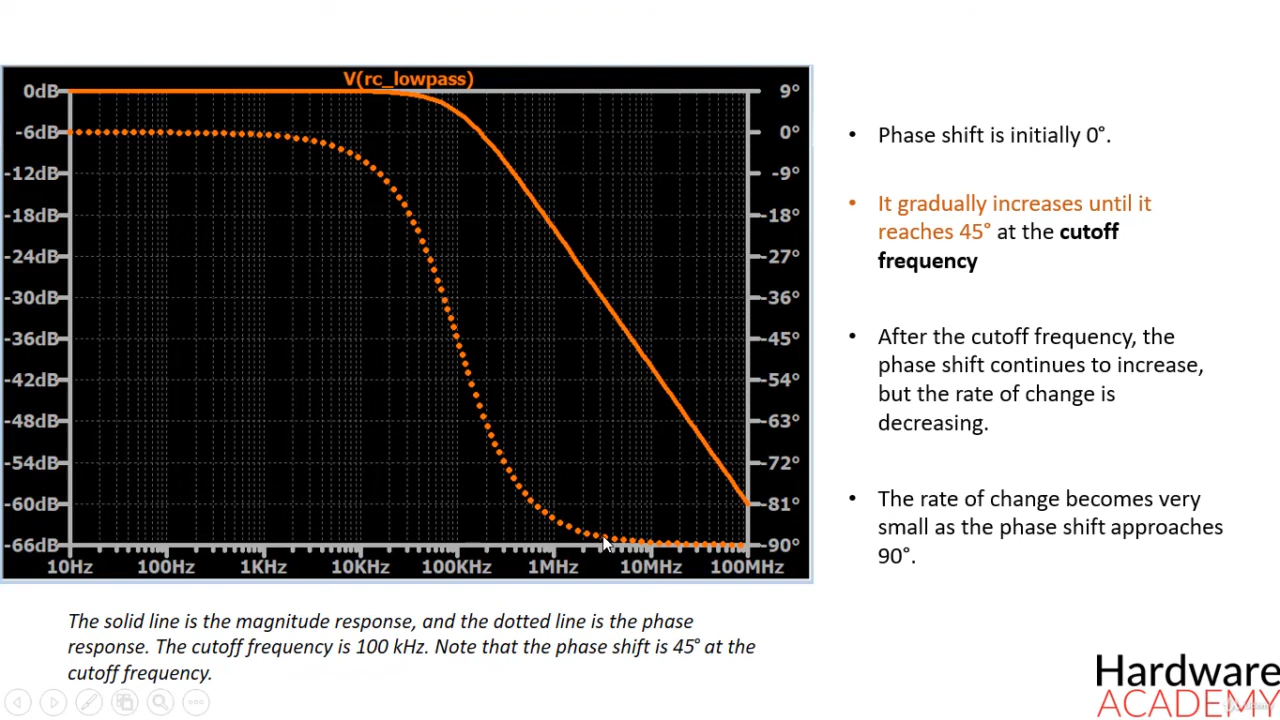 V(rc_lowpass)
0dB
-6dB
-12dB
-18dB
-24dB
-30dB
-36dB
-42dB
-48dB
-54dB
-60dB
-66dB
9°
0°
-9°
-18°
-27°
-36°
-45°
-54°
-63°
-72°
-81°
-90°
10Hz 100Hz 1KHz 10KHz 100KHz 1MHz 10MHz 100MHz
The solid line is the magnitude response, and the dotted line is the phase
response. The cutoff frequency is 100 kHz. Note that the phase shift is 45° at the
cutoff frequency.
• Phase shift is initially 0°.
• It gradually increases until it
reaches 45° at the cutoff
frequency
• After the cutoff frequency, the
phase shift continues to increase,
but the rate of change is
decreasing.
• The rate of change becomes very
small as the phase shift approaches
90°.
Hardware
ACADEMY